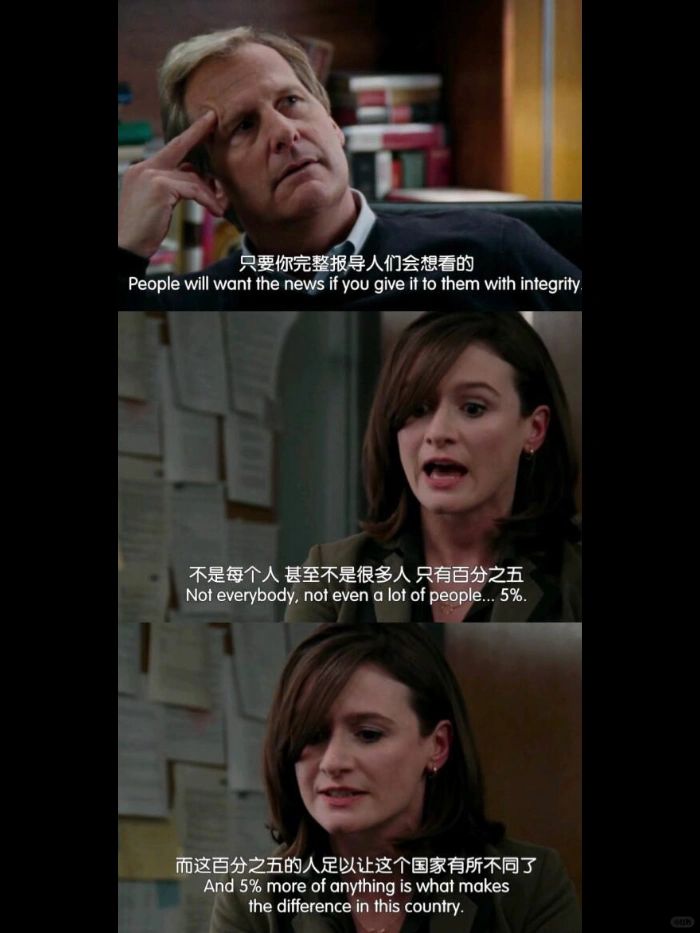 只要你完整报导人们会想看的
People will want the news if you give it to them with integrity.
不是每个人 甚至不是很多人 只有百分之五
Not everybody, not even a lot of people... 5%.
而这百分之五的人足以让这个国家有所不同了
And 5% more of anything is what makes
the difference in this country.